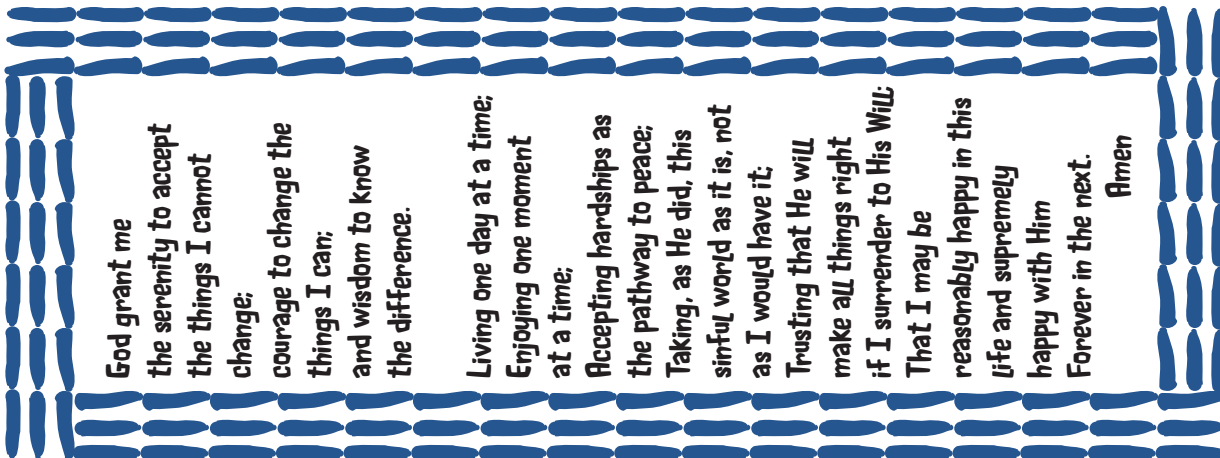 God grant me
the serenity to accept
the things I cannot
change;
courage to change the
things I can;
and wisdom to know
the difference.
Living one day at a time;
Enjoying one moment
at a time;
Accepting hardships as
the pathway to peace;
Taking, as He did, this
sinful world as it is, not
as I would have it;
Trusting that He will
make all things right
if I surrender to His Will;
That I may be
reasonably happy in this
life and supremely
happy with Him
Forever in the next.
Amen